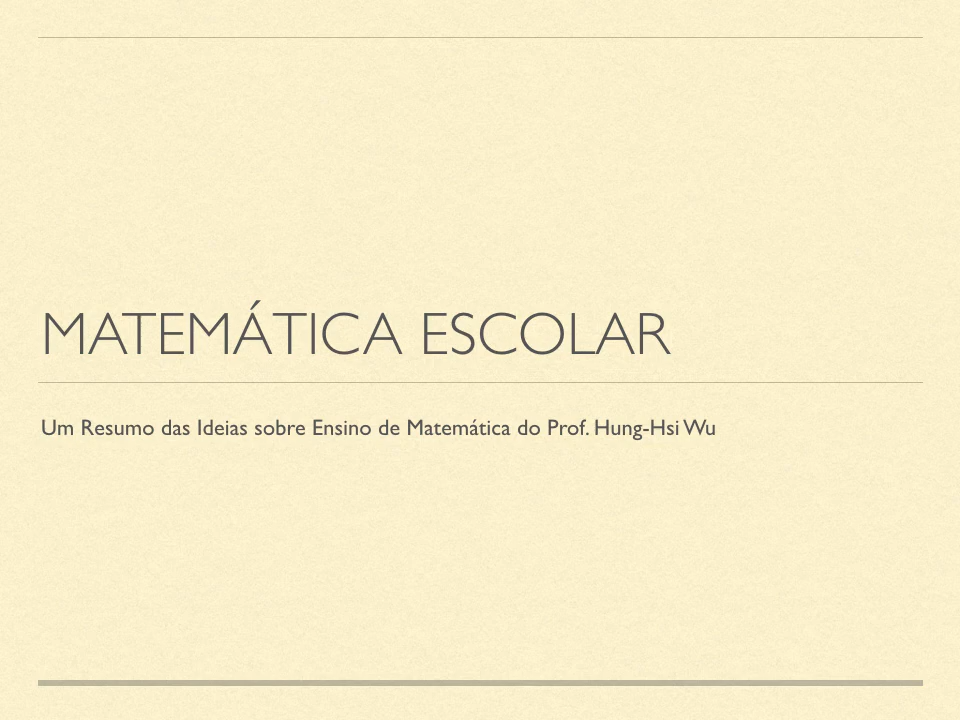 MATEMÁTICA ESCOLAR
Um Resumo das Ideias sobre Ensino de Matemática do Prof. Hung-Hsi Wu